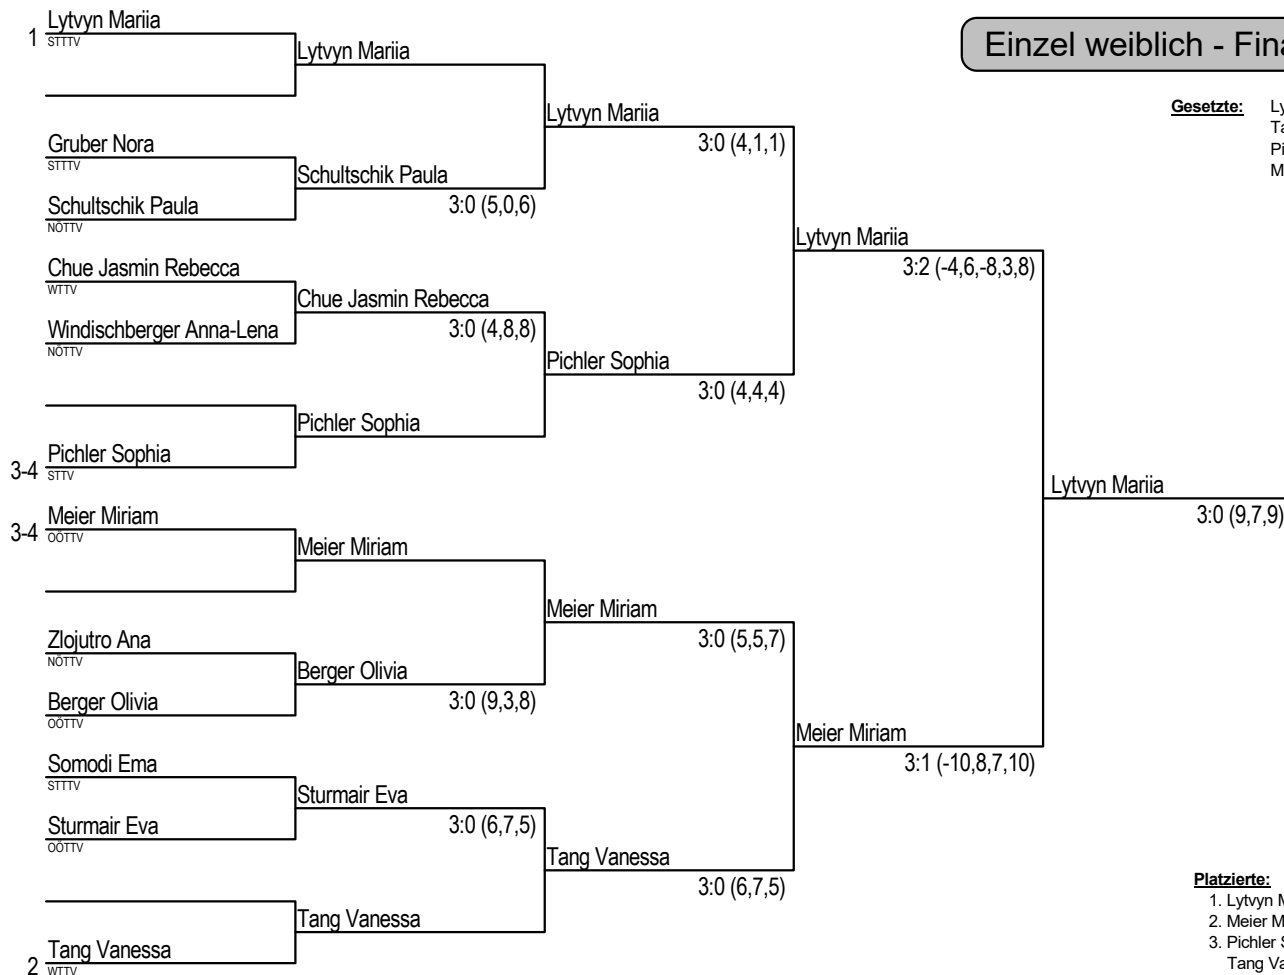 Einzel weiblich -
Gesetzte:
1
Lytvyn Mariia
STTTV
Gruber Nora
STTTV
Schultschik Paula
NÖTTV
Chue Jasmin Rebecca
WTTV
Windischberger Anna-Lena
NÖTTV
3-4
Pichler Sophia
STTV
3-4
Meier Miriam
OÖTTV
Zlojutro Ana
NÖTTV
Berger Olivia
OÖTTV
Somodi Ema
STTTV
Sturmair Eva
OÖTTV
2
Tang Vanessa
WTTV
Lytvyn Mariia
Schultschik Paula
3:0 (5,0,6)
Chue Jasmin Rebecca
3:0 (4,8,8)
Pichler Sophia
Meier Miriam
Berger Olivia
3:0 (9,3,8)
Sturmair Eva
3:0 (6,7,5)
Tang Vanessa
Lytvyn Mariia
3:0 (4,1,1)
Pichler Sophia
3:0 (4,4,4)
Meier Miriam
3:0 (5,5,7)
Tang Vanessa
3:0 (6,7,5)
Lytvyn Mariia
3:2 (-4,6,-8,3,8)
Meier Miriam
3:1 (-10,8,7,10)
Lytvyn Mariia
3:0 (9,7,9)
Platzierte:
1. Lytvyn
2. Meier
3. Pichler
Tang